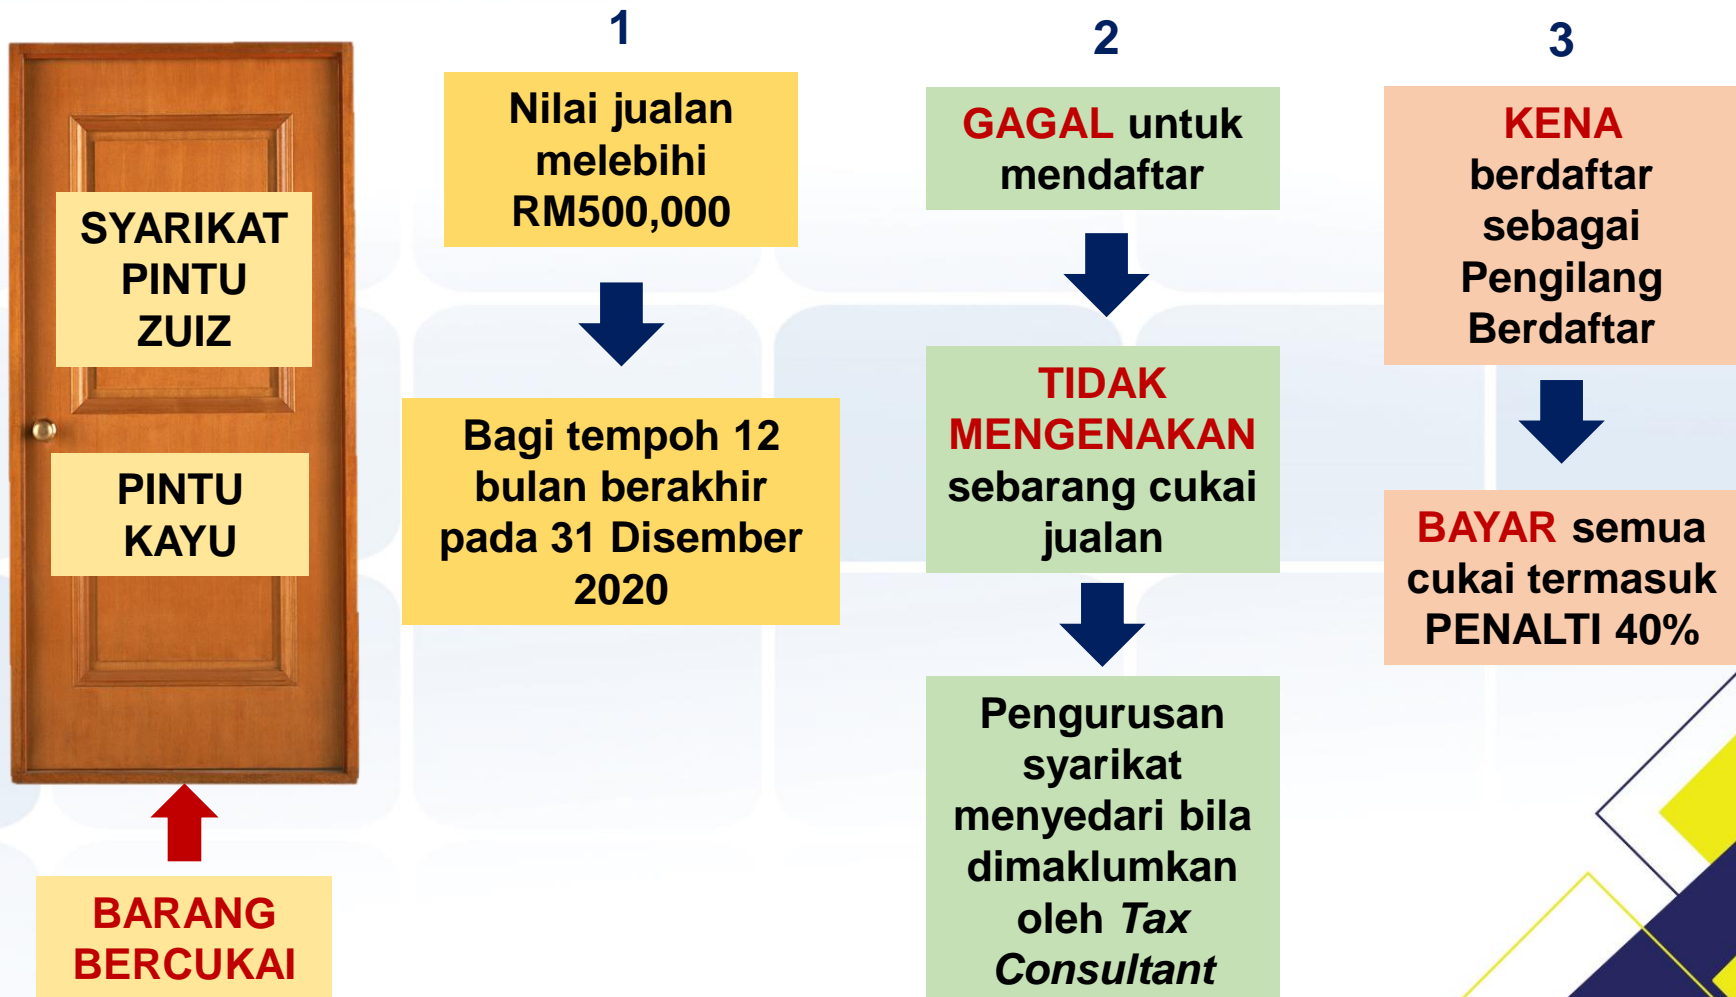 SYARIKAT
PINTU
ZUIZ
PINTU
KAYU
BARANG
BERCUKAI
1
Nilai jualan
melebihi
RM500,000
Bagi tempoh 12
bulan berakhir
pada 31 Disember
2020
2
GAGAL untuk
mendaftar
TIDAK
MENGENAKAN
sebarang cukai
jualan
Pengurusan
syarikat
menyedari bila
dimaklumkan
oleh Tax
Consultant
3
KENA
berdaftar
sebagai
Pengilang
Berdaftar
BAYAR semua
cukai termasuk
PENALTI 40%